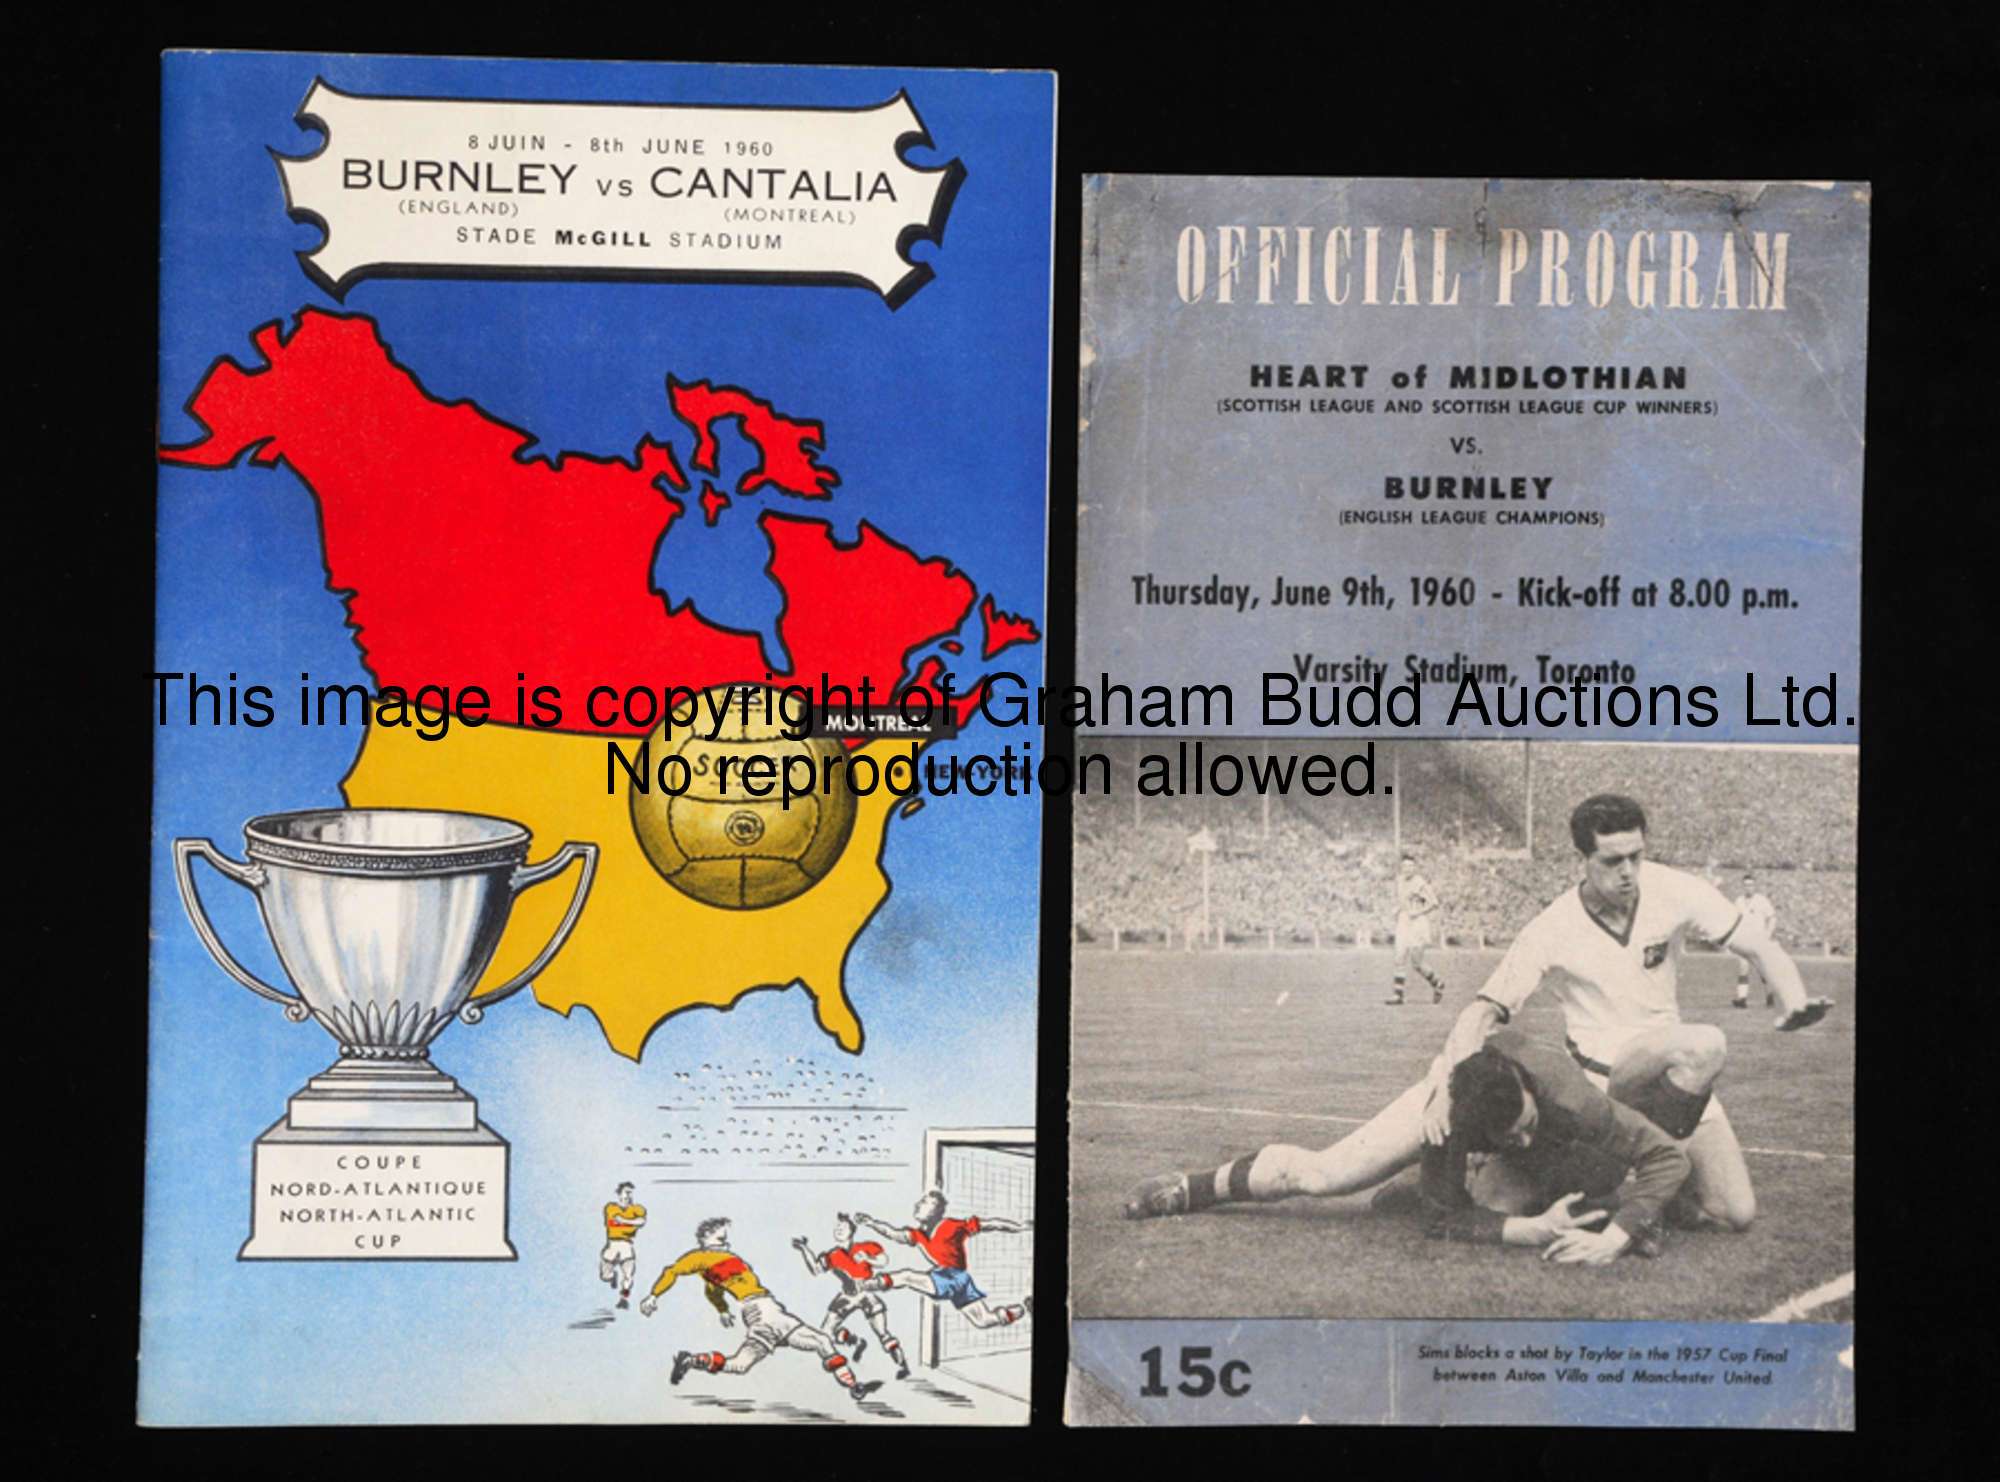 8 JUIN - 8th JUNE 1960
BURNLEY vs CANTALIA
(ENGLAND) (MONTREAL)
STADE McGILL STADIUM
MONTREAL
SOCCER
NEW-YORK
COUPE
NORD-ATLANTIQUE
NORTH-ATLANTIC
CUP
OFFICIAL PROGRAM
HEART of MIDLOTHIAN
(SCOTTISH LEAGUE AND SCOTTISH LEAGUE CUP WINNERS)
VS.
BURNLEY
(ENGLISH LEAGUE CHAMPIONS)
Thursday, June 9th, 1960 - Kick-off at 8.00 p.m.
Varsity Stadium, Toronto
15c
Sims blocks a shot by Taylor in the 1957 Cup Final
between Aston Villa and Manchester United.
This image is copyright of Graham Budd Auctions Ltd.
No reproduction allowed.